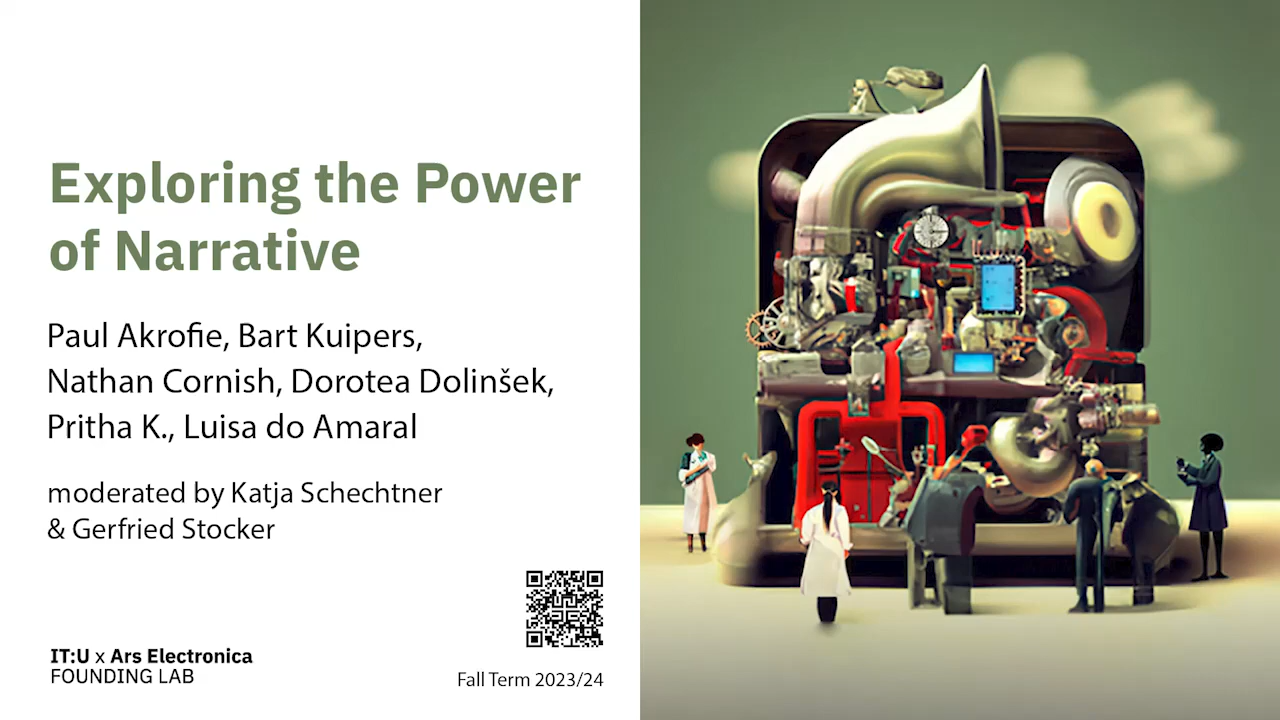 Exploring the Power
of Narrative
Paul Akrofie, Bart Kuipers,
Nathan Cornish, Dorotea Dolinšek,
Pritha K., Luisa do Amaral
moderated by Katja Schechtner
& Gerfried Stocker
IT:U x Ars Electronica
FOUNDING LAB
Fall Term 2023/24